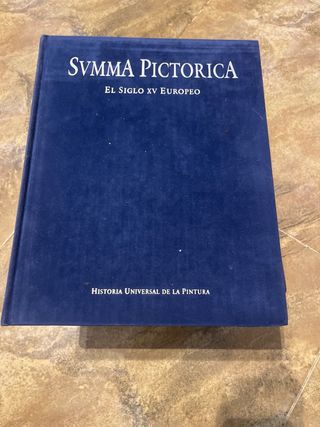 SVMMA PICTORICA
EL SIGLO XV EUROPEO
HISTORIA UNIVERSAL DE LA PINTURA